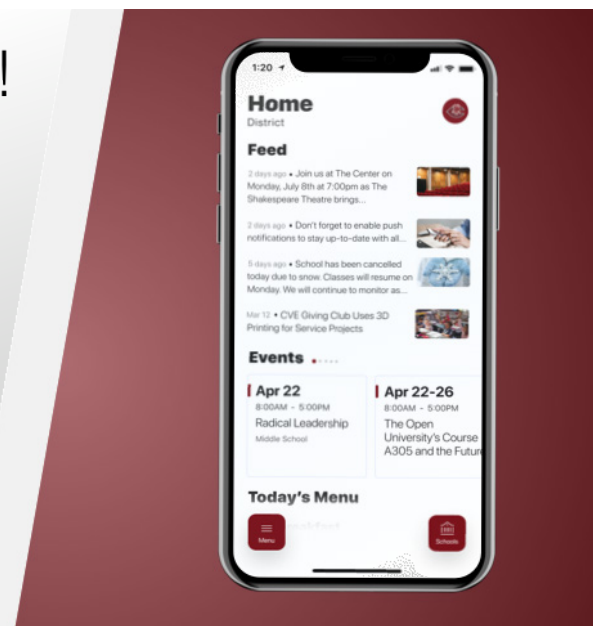 !
1:20
Home
District
Feed
2 days ago • Join us at The Center on
Monday, July 8th at 7:00pm as The
Shakespeare Theatre brings...
2 days ago • Don't forget to enable push
notifications to stay up-to-date with all...
5 days ago • School has been cancelled
today due to snow. Classes will resume on
Monday. We will continue to monitor as...
Mar 12 • CVE Giving Club Uses 3D
Printing for Service Projects
Events
Apr 22
8:00AM - 5:00PM
Radical Leadership
Middle School
Apr 22-26
8:00AM - 5:00PM
The Open
University's Course
A305 and the Futur
Today's Menu
Menu
Schools